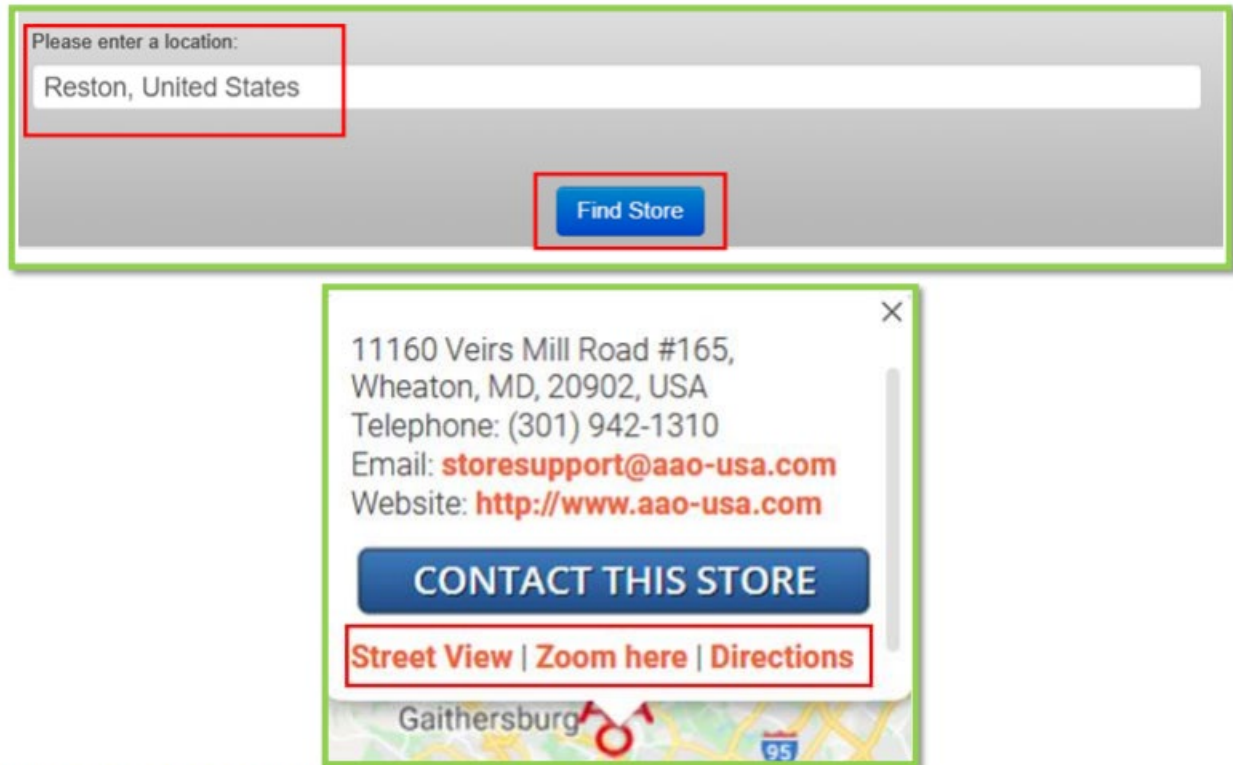 Please enter a location:
Reston, United States
Find Store
11160 Veirs Mill Road #165,
Wheaton, MD, 20902, USA
Telephone: (301) 942-1310
Email: storesupport@aao-usa.com
Website: http://www.aao-usa.com
CONTACT THIS STORE
Street View | Zoom here | Directions
Gaithersburg
95